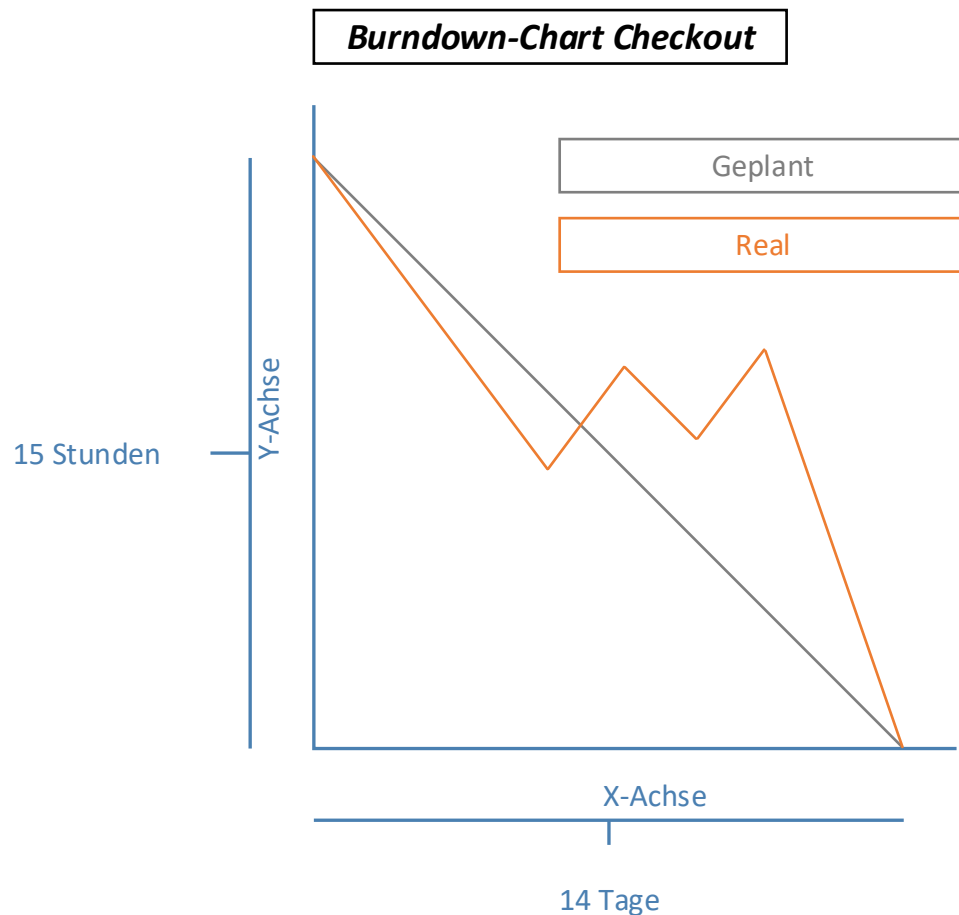 Burndown-Chart Checkout
Geplant
Real
Y-Achse
15 Stunden
X-Achse
14 Tage